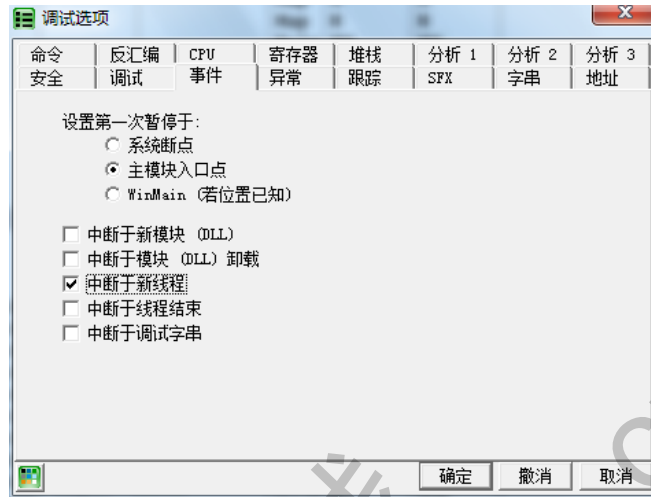 调试选项
命令 反汇编 CPU 寄存器 堆栈 分析 1 分析 2 分析 3
安全 调试 事件 异常 跟踪 SFX 字串 地址
设置第一次暂停于:
系统断点
主模块入口点
WinMain (若位置已知)
中断于新模块 (DLL)
中断于模块 (DLL) 卸载
中断于新线程
中断于线程结束
中断于调试字串
确定 撤消 取消